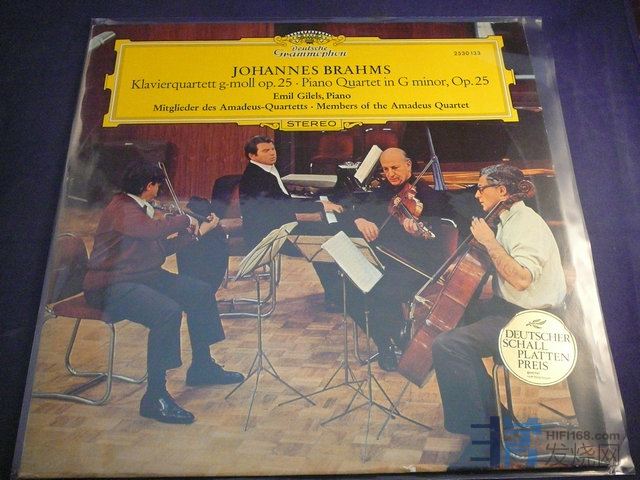 Deutsche
Grammophon
2530 133
JOHANNES BRAHMS
Klavierquartett g-moll op. 25 · Piano Quartet in G minor, Op. 25
Emil Gilels, Piano
Mitglieder des Amadeus-Quartetts · Members of the Amadeus Quartet
STEREO
DEUTSCHER
SCHALL
PLATTEN
PREIS
HIFI168.com
发烧网